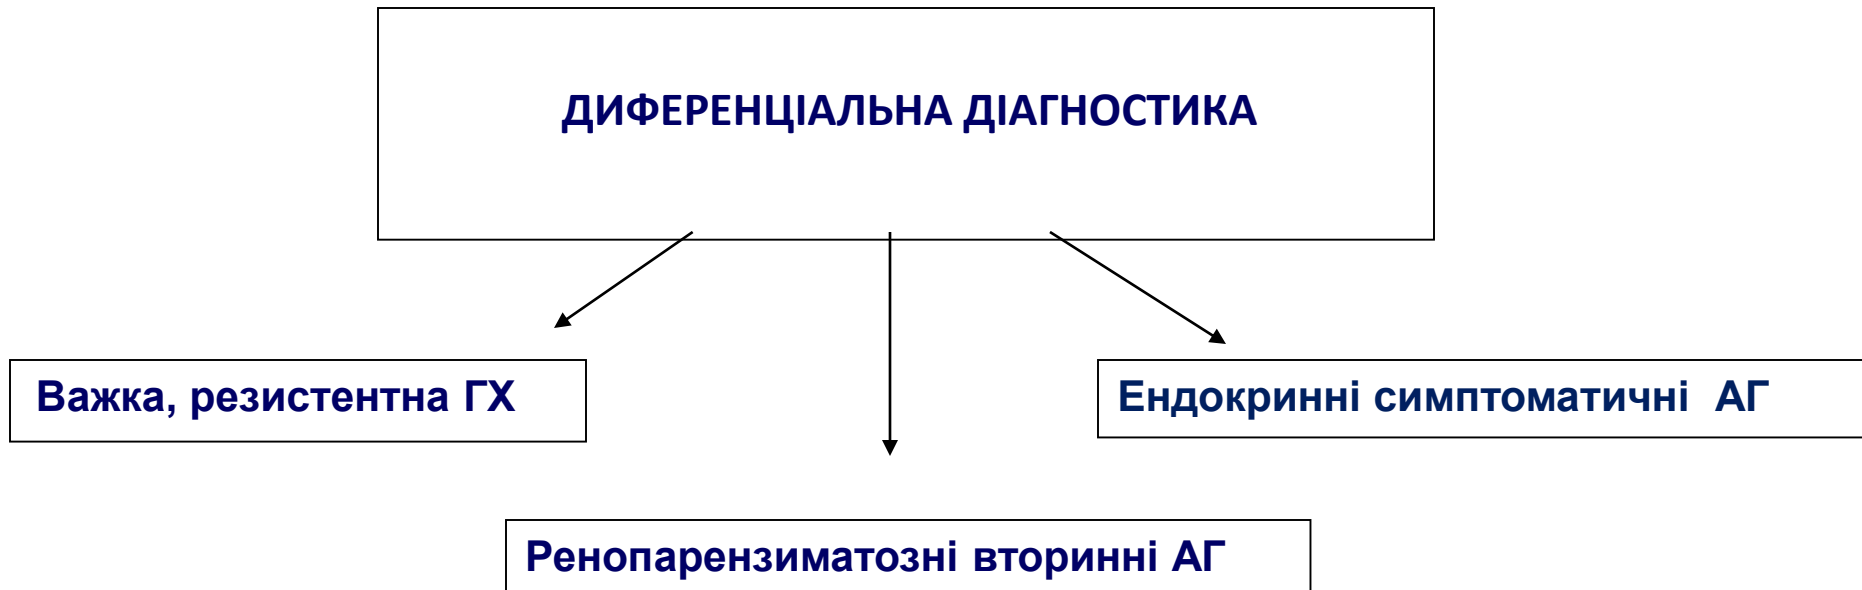 ДИФЕРЕНЦІАЛЬНА ДІАГНОСТИКА
Важка, резистентна ГХ
Ендокринні симптоматичні АГ
Ренопарензиматозні вторинні АГ